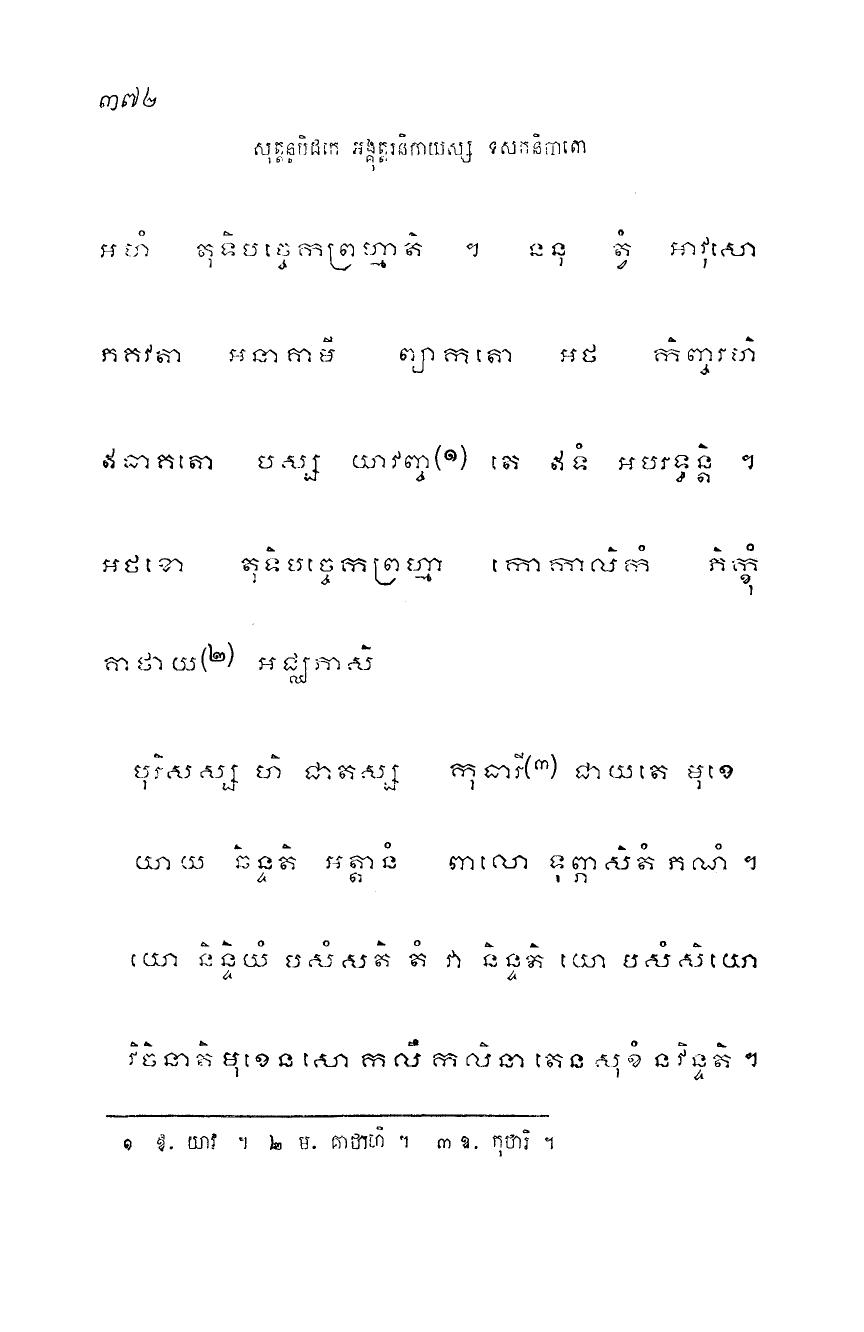 ៣៧២
សុត្តន្តបិដកេ អង្គុត្តរនិកាយស្ស ទសកនិបាតោ
អហំ តុទិបច្ចេកព្រហ្មាតិ ។ ននុ ត្វំ អាវុសោ
ភគវតា អនាគាមី ព្យាកតោ អថ កិញ្ចរហិ
ឥធាគតោ បស្ស យាវញ្ច(១) តេ ឥទំ អបរទ្ធន្តិ ។
អថខោ តុទិបច្ចេកព្រហ្មា កោកាលិកំ ភិក្ខុំ
គាថាយ(២) អជ្ឈភាសិ
បុរិសស្ស ហិ ជាតស្ស កុធារី(៣) ជាយតេ មុខេ
យាយ ឆិន្ទតិ អត្តានំ ពាលោ ទុព្ភាសិតំ ភណំ ។
យោ និន្ទិយំ បសំសតិ តំ វា និន្ទតិ យោ បសំសិយោ
វិចិនាតិ មុខេន សោ កលឹ កលិនា តេន សុខំ ន វិន្ទតិ ។
១ ឱ. យាវ ។ ២ ម. គាថាហិ ។ ៣ ឱ. កុឋារិ ។